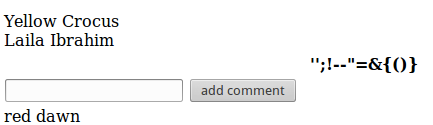 Yellow Crocus
Laila Ibrahim
'';!--"=&{()}
add comment
red dawn